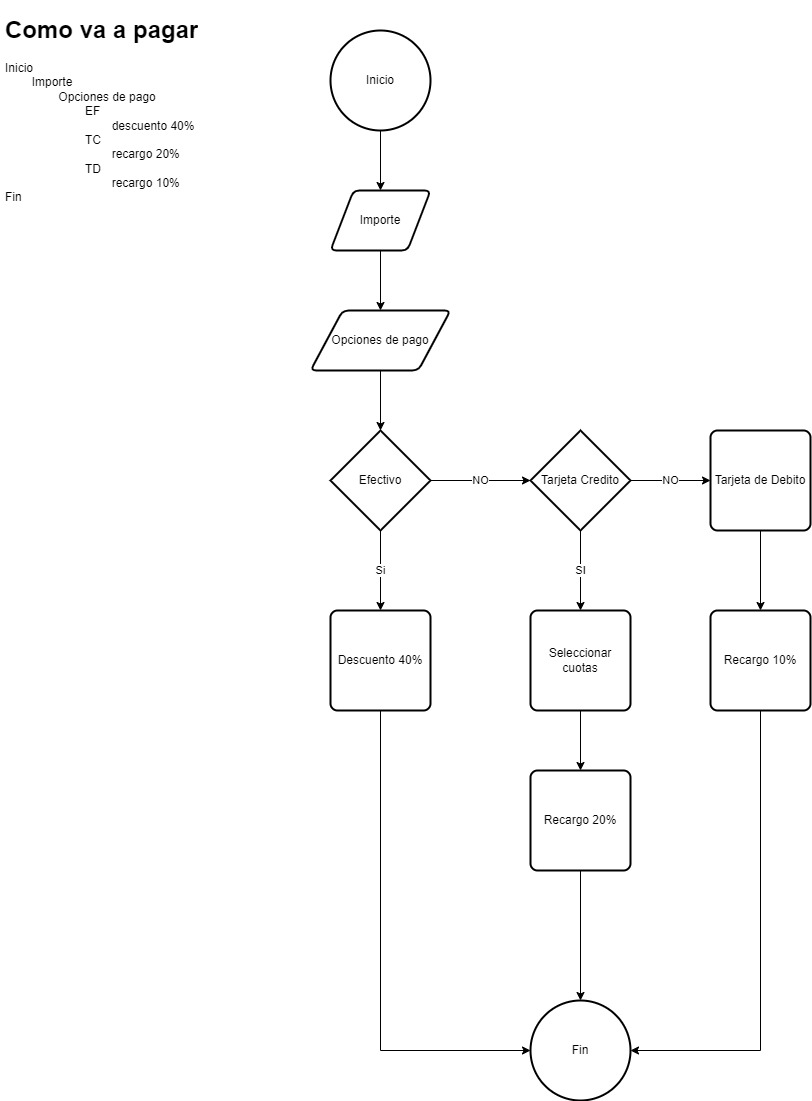 Como va a pagar
Inicio
Importe
Opciones de pago
EF
descuento 40%
TC
recargo 20%
TD
recargo 10%
Fin
Inicio
Importe
Opciones de pago
Efectivo
NO
Tarjeta Credito
NO
Tarjeta de Debito
Si
SI
Descuento 40%
Seleccionar
cuotas
Recargo 10%
Recargo 20%
Fin